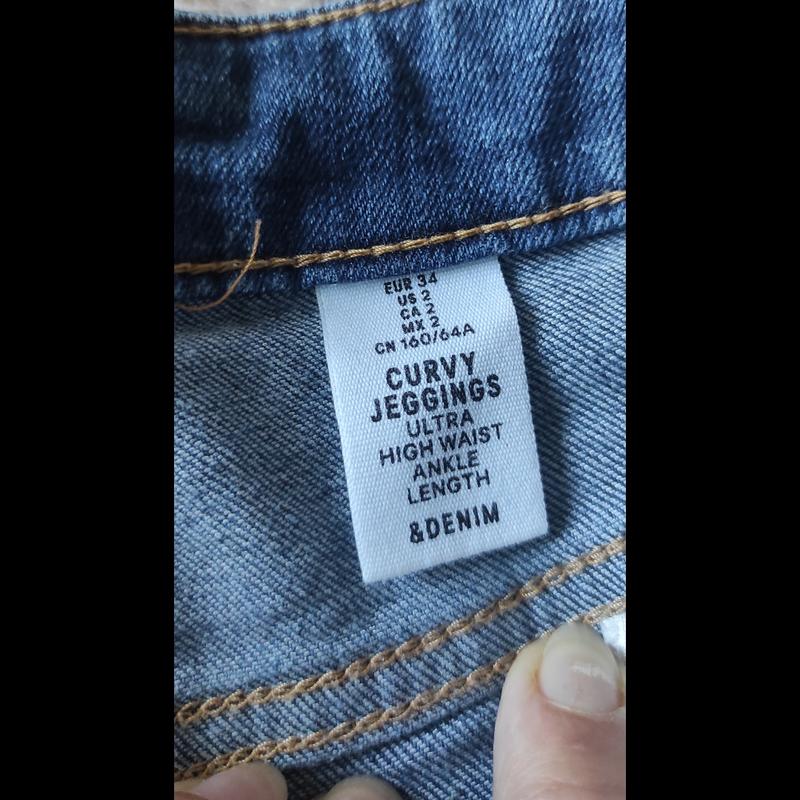 EUR 34
US 2
CA 2
MX 2
CN 160/64A
CURVY
JEGGINGS
ULTRA
HIGH WAIST
ANKLE
LENGTH
&DENIM